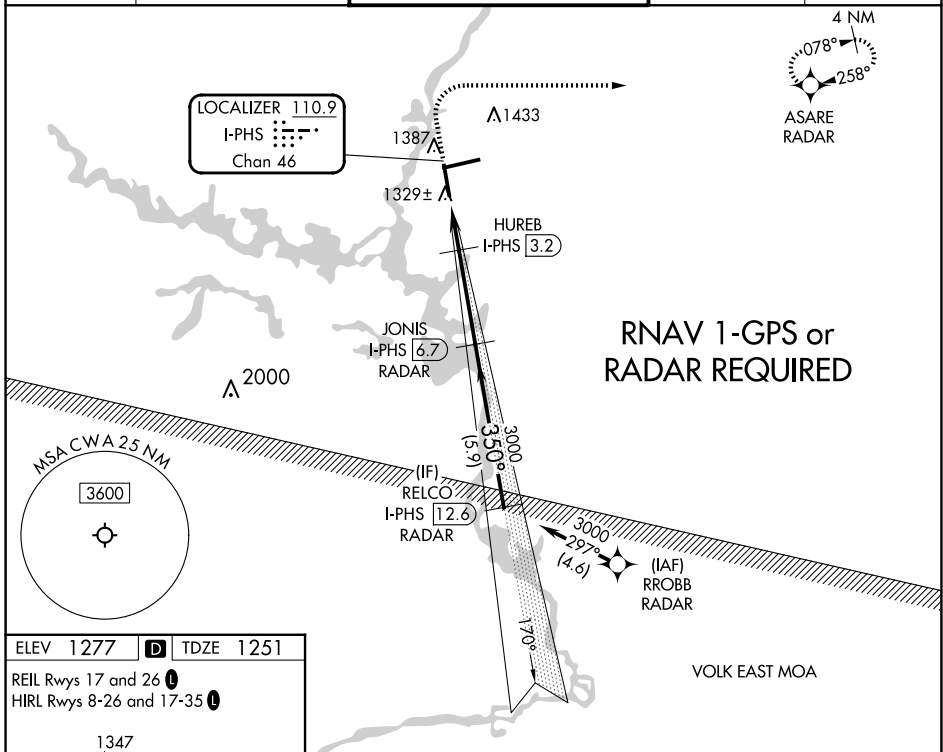 4 NM
078°
258°
ASARE
RADAR
LOCALIZER 110.9
I-PHS
Chan 46
1433
1387
1329±
HUREB
I-PHS 3.2
JONIS
I-PHS 6.7
RADAR
RNAV 1-GPS or
RADAR REQUIRED
2000
MSA CWA 25 NM
3600
3000
350°
(5.9)
(IF)
RELCO
I-PHS 12.6
RADAR
3000
297°
(4.6)
(IAF)
RROBB
RADAR
170°
VOLK EAST MOA
ELEV 1277 D TDZE 1251
REIL Rwys 17 and 26 L
HIRL Rwys 8-26 and 17-35 L
1347